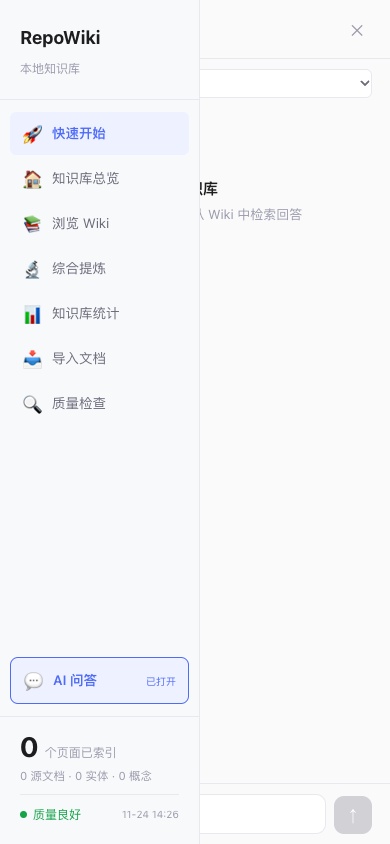 RepoWiki
本地知识库
快速开始
知识库总览
浏览 Wiki
综合提炼
知识库统计
导入文档
质量检查
库
Wiki 中检索回答
AI 问答
已打开
0 个页面已索引
0 源文档 · 0 实体 · 0 概念
质量良好
11-24 14:26